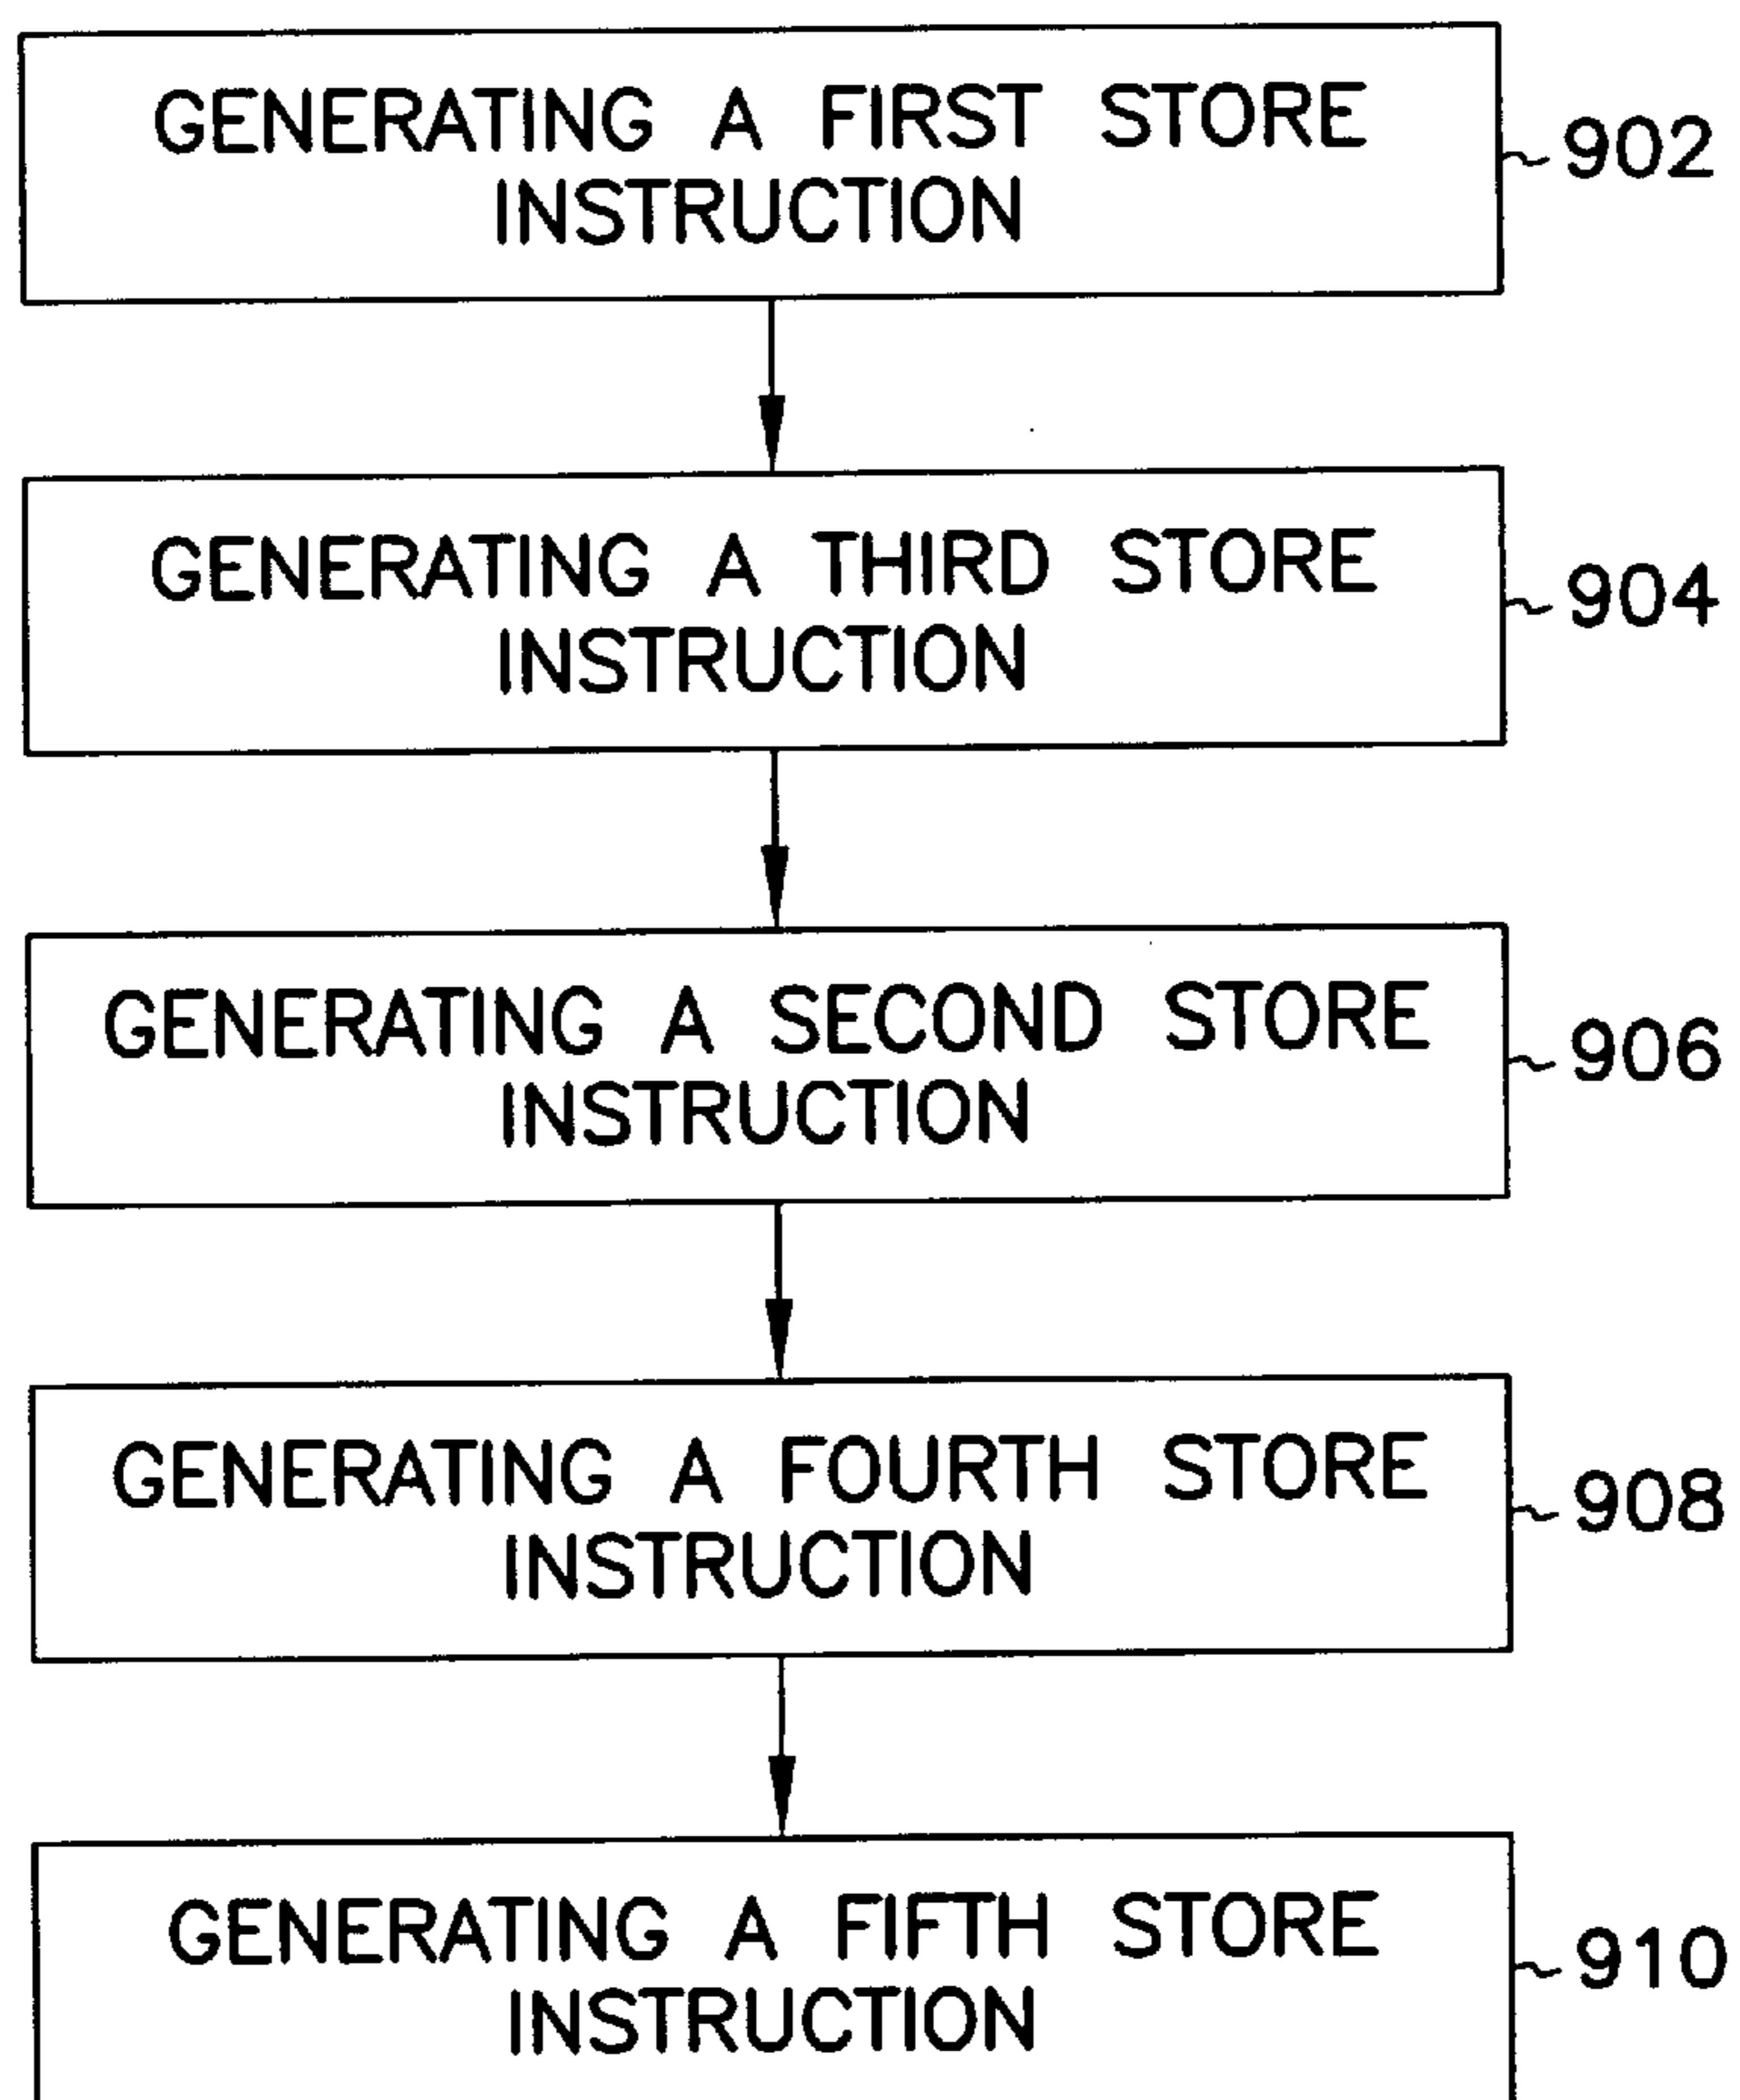 GENERATING A FIRST STORE
INSTRUCTION
902
GENERATING A THIRD STORE
INSTRUCTION
904
GENERATING A SECOND STORE
INSTRUCTION
906
GENERATING A FOURTH STORE
INSTRUCTION
908
GENERATING A FIFTH STORE
INSTRUCTION
910